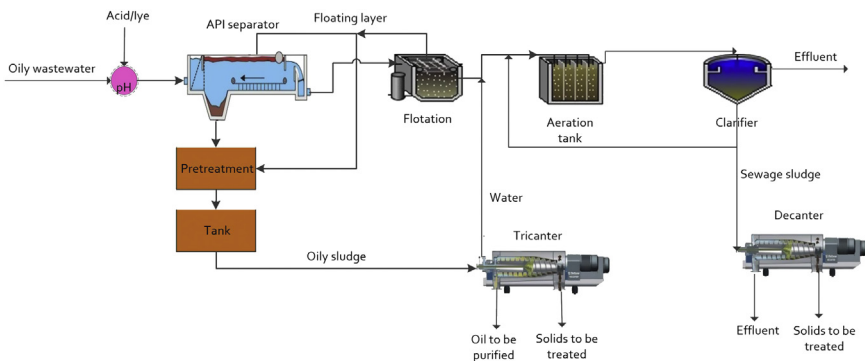 Acid/lye
API separator
Floating layer
Oily wastewater
pH
Effluent
Flotation
Aeration
tank
Clarifier
Pretreatment
Sewage sludge
Water
Decanter
Tank
Tricanter
Oily sludge
Oil to be
purified
Solids to be
treated
Effluent
Solids to be
treated